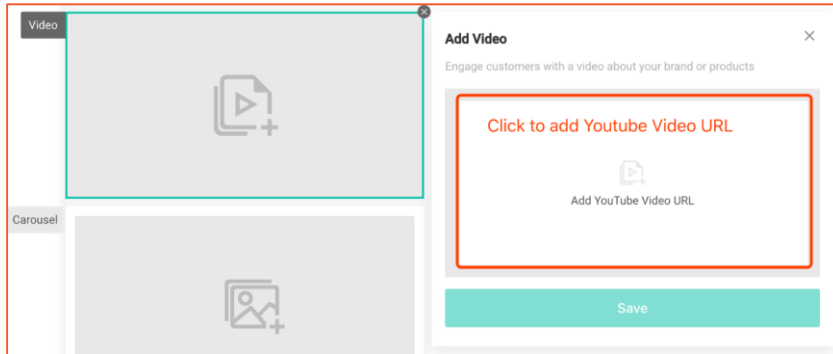 Video
Carousel
Add Video
Engage customers with a video about your brand or products
Click to add Youtube Video URL
Add YouTube Video URL
Save